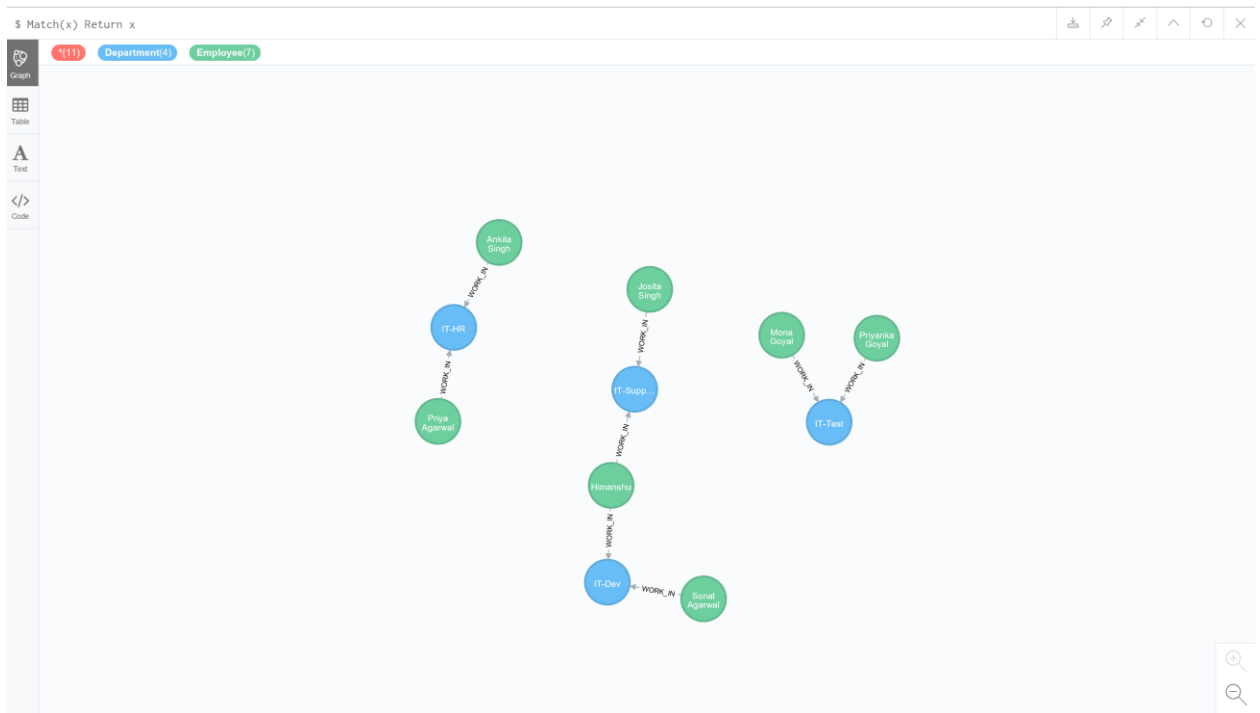 $ Match(x) Return x
*(11) Department(4) Employee(7)
Graph
Table
Text
Code
Ankita
Singh
WORK_IN
IT-HR
WORK_IN
Priya
Agarwal
Josita
Singh
WORK_IN
IT-Supp...
WORK_IN
Himanshu
WORK_IN
IT-Dev
WORK_IN
Sonal
Agarwal
Mona
Goyal
Priyanka
Goyal
WORK_IN
WORK_IN
IT-Test